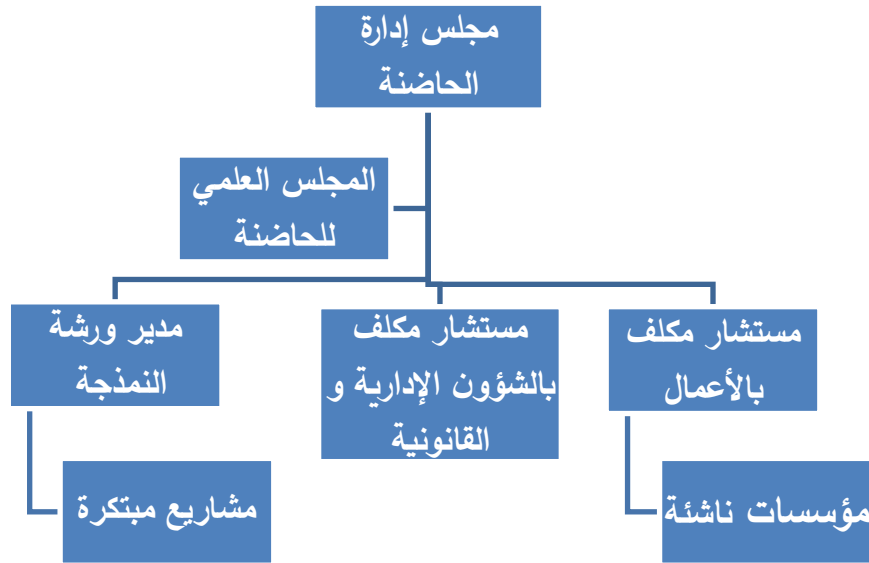 مجلس إدارة
الحاضنة
المجلس العلمي
للحاضنة
مستشار مكلف
بالأعمال
مستشار مكلف
بالشؤون الإدارية و
القانونية
مدير ورشة
النمذجة
مؤسسات ناشئة
مشاريع مبتكرة